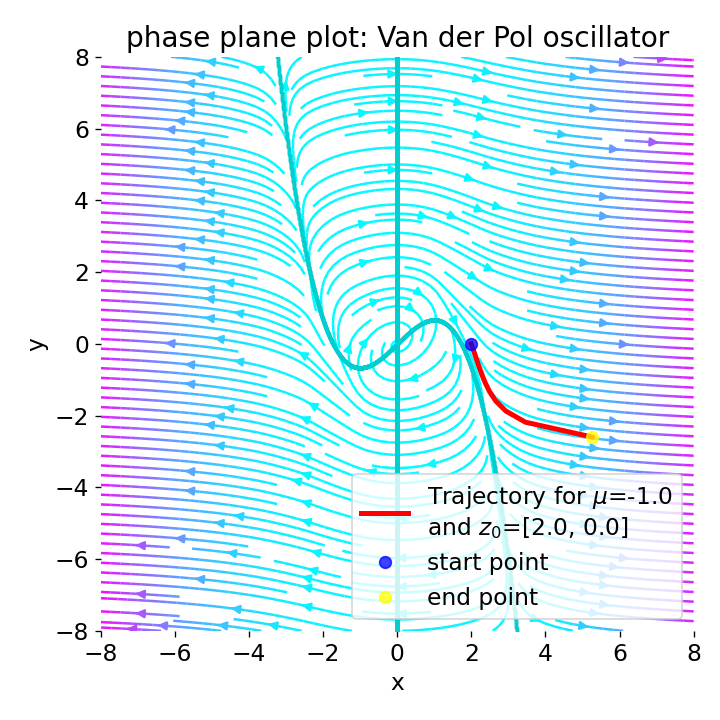 phase plane plot: Van der Pol oscillator
8
6
4
2
0
−2
−4
−6
−8
y
Trajectory for μ=-1.0
and z₀=[2.0, 0.0]
start point
end point
−8 −6 −4 −2 0 2 4 6 8
x